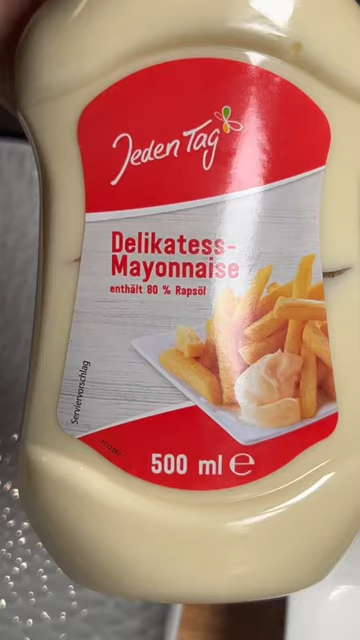 Jeden Tag
Delikatess-
Mayonnaise
enthält 80 % Rapsöl
Serviervorschlag
500 ml ℮